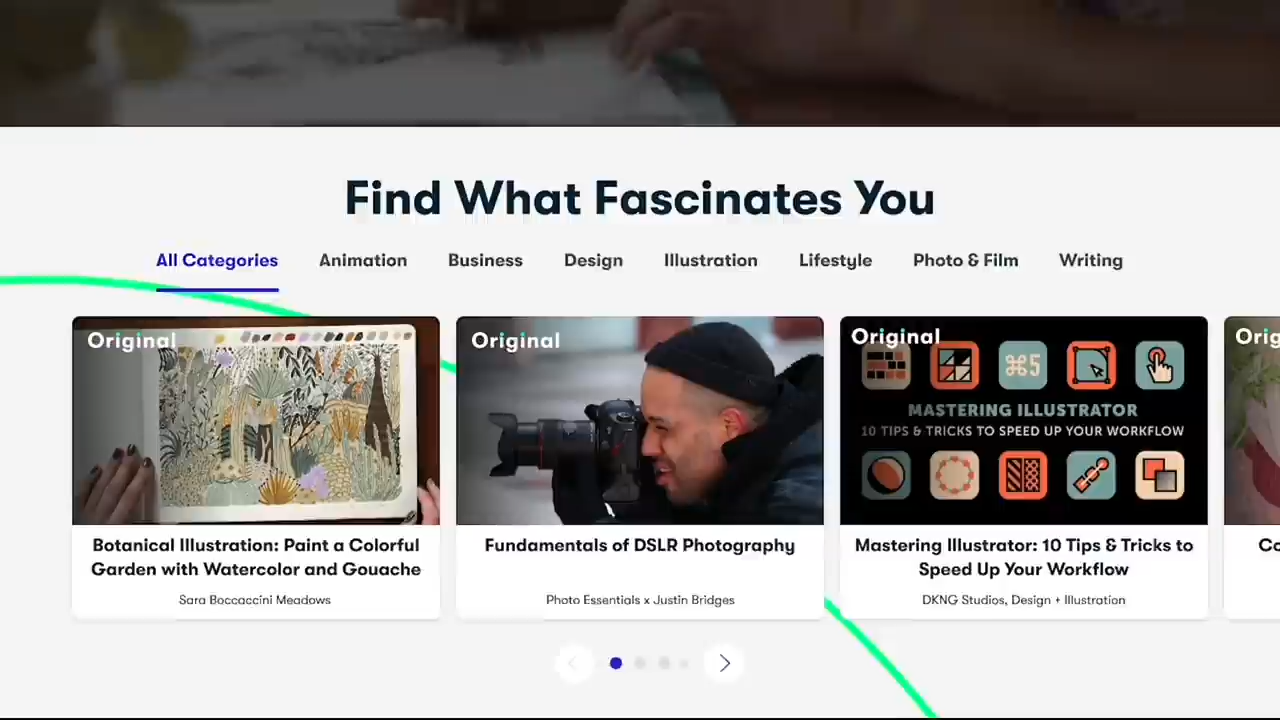 Find What Fascinates You
All Categories Animation Business Design Illustration Lifestyle Photo & Film Writing
Original
Botanical Illustration: Paint a Colorful
Garden with Watercolor and Gouache
Sara Boccaccini Meadows
Original
Fundamentals of DSLR Photography
Photo Essentials x Justin Bridges
Original
⌘5
MASTERING ILLUSTRATOR
10 TIPS & TRICKS TO SPEED UP YOUR WORKFLOW
Mastering Illustrator: 10 Tips & Tricks to
Speed Up Your Workflow
DKNG Studios, Design + Illustration
Orig
Co